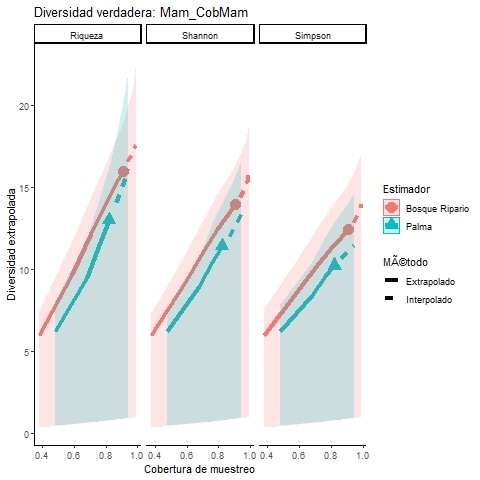 Diversidad verdadera: Mam_CobMam
Riqueza
Shannon
Simpson
Diversidad extrapolada
20
15
10
5
0
0.4 0.6 0.8 1.0
0.4 0.6 0.8 1.0
0.4 0.6 0.8 1.0
Cobertura de muestreo
Estimador
Bosque Ripario
Palma
MÃ©todo
Extrapolado
Interpolado